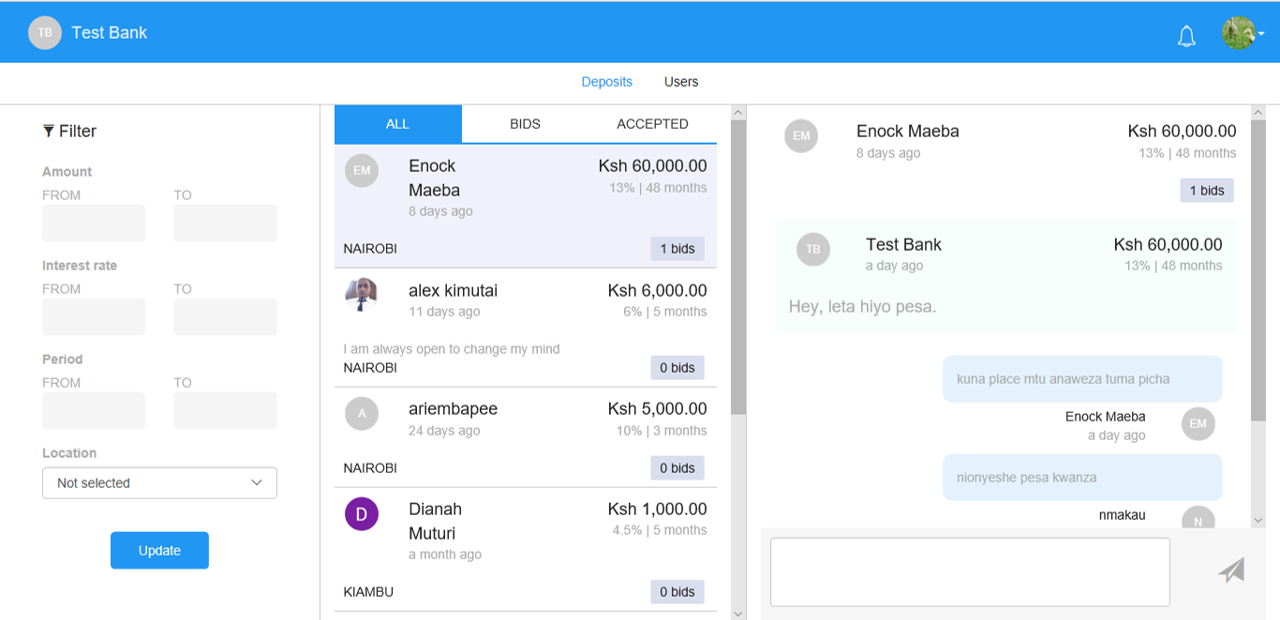 TB Test Bank
Deposits Users
Filter
Amount
FROM TO
Interest rate
FROM TO
Period
FROM TO
Location
Not selected
Update
ALL BIDS ACCEPTED
EM Enock Ksh 60,000.00
Maeba 13% | 48 months
8 days ago
NAIROBI 1 bids
alex kimutai Ksh 6,000.00
11 days ago 6% | 5 months
I am always open to change my mind
NAIROBI 0 bids
A ariembapee Ksh 5,000.00
24 days ago 10% | 3 months
NAIROBI 0 bids
D Dianah Ksh 1,000.00
Muturi 4.5% | 5 months
a month ago
KIAMBU 0 bids
EM Enock Maeba Ksh 60,000.00
8 days ago 13% | 48 months
1 bids
TB Test Bank Ksh 60,000.00
a day ago 13% | 48 months
Hey, leta hiyo pesa.
kuna place mtu anaweza tuma picha
Enock Maeba EM
a day ago
nionyeshe pesa kwanza
nmakau N